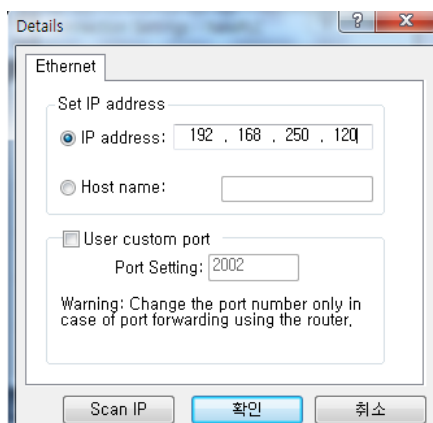 Details
Ethernet
Set IP address
IP address: 192 . 168 . 250 . 120
Host name:
User custom port
Port Setting: 2002
Warning: Change the port number only in
case of port forwarding using the router.
Scan IP 확인 취소